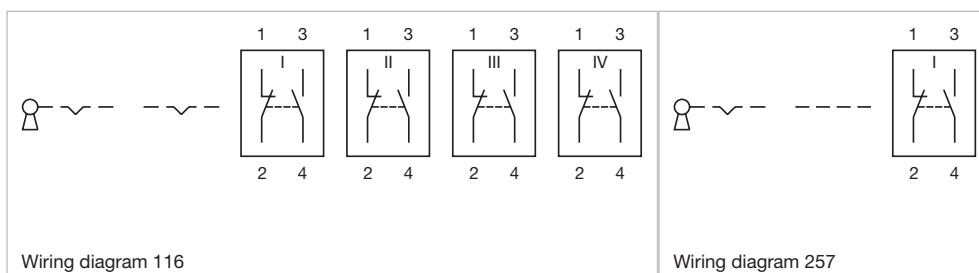 1 3 1 3 1 3 1 3
I II III IV
2 4 2 4 2 4 2 4
Wiring diagram 116
1 3
I
2 4
Wiring diagram 257